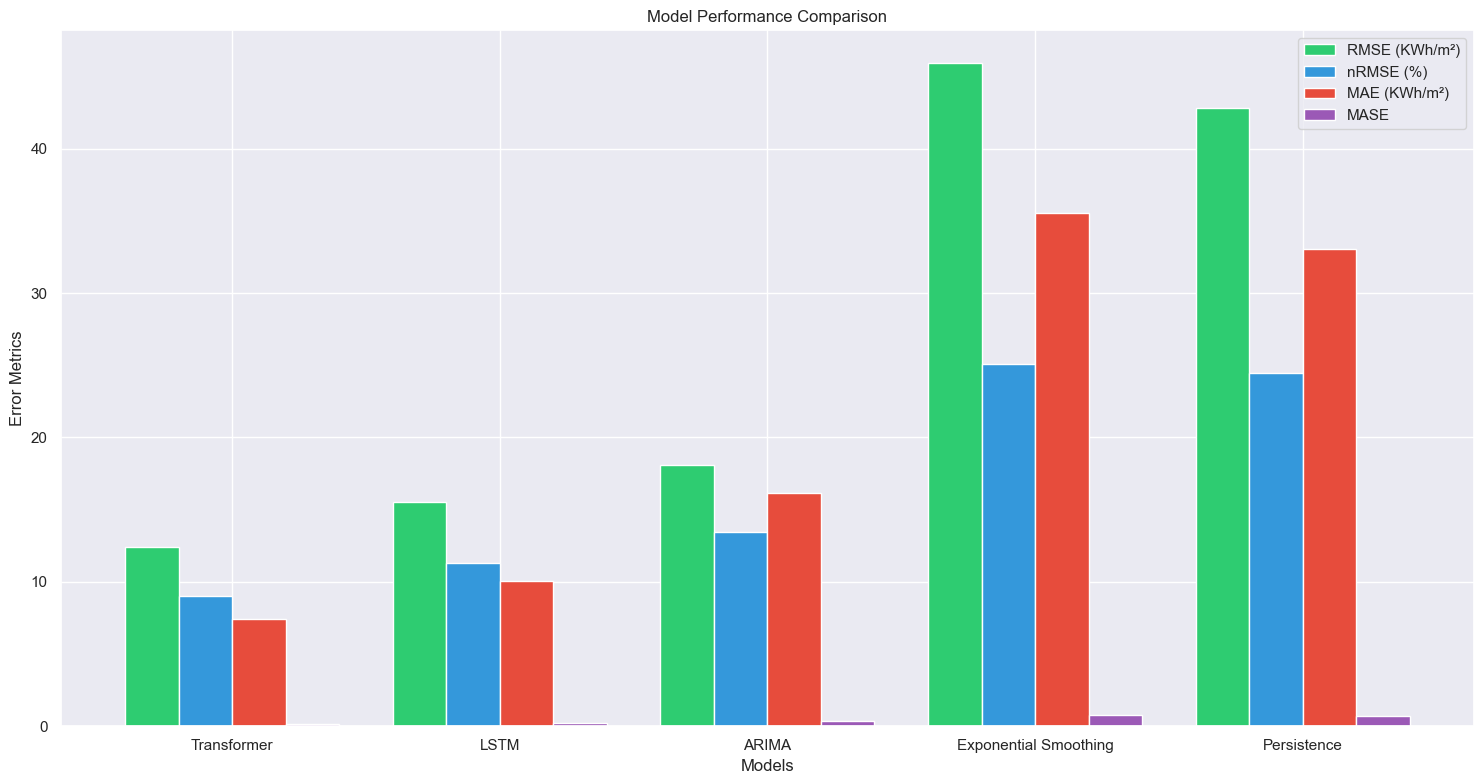 Model Performance Comparison
RMSE (KWh/m²)
nRMSE (%)
MAE (KWh/m²)
MASE
Error Metrics
40
30
20
10
0
Transformer
LSTM
ARIMA
Exponential Smoothing
Persistence
Models